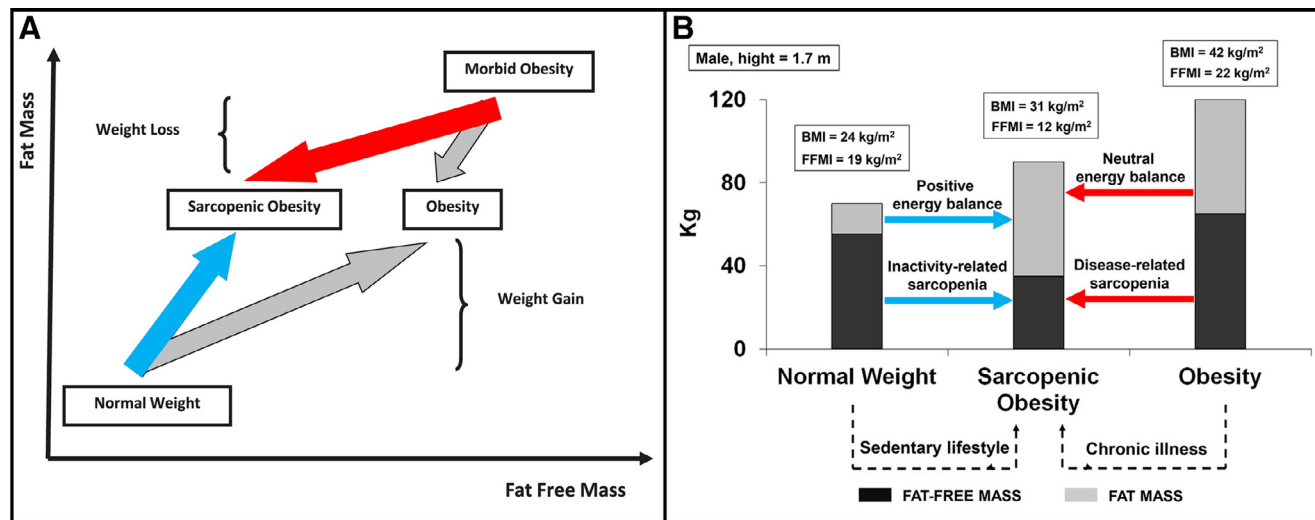 A
Fat Mass
Morbid Obesity
Weight Loss
Sarcopenic Obesity
Obesity
Weight Gain
Normal Weight
Fat Free Mass
B
Male, hight = 1.7 m
BMI = 42 kg/m²
FFMI = 22 kg/m²
BMI = 31 kg/m²
FFMI = 12 kg/m²
BMI = 24 kg/m²
FFMI = 19 kg/m²
Kg
120
80
40
0
Positive
energy balance
Neutral
energy balance
Inactivity-related
sarcopenia
Disease-related
sarcopenia
Normal Weight
Sarcopenic
Obesity
Obesity
Sedentary lifestyle
Chronic illness
FAT-FREE MASS
FAT MASS